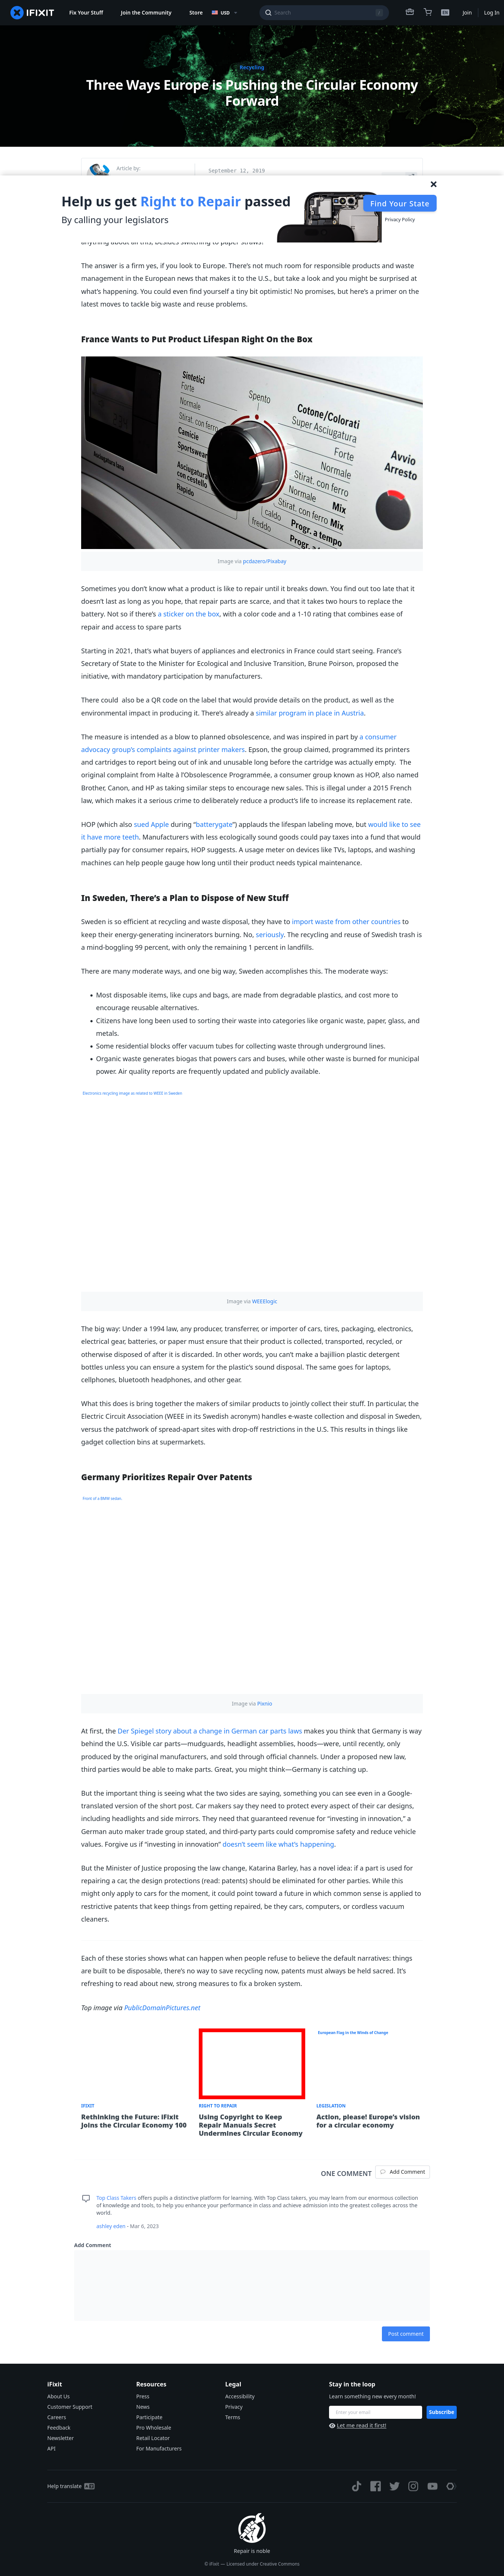 IFIXIT
Fix Your Stuff
Join the Community
Store
USD
Search
/
EN
Join
Log In
Recycling
Three Ways Europe is Pushing the Circular Economy
Forward
Article by:
September 12, 2019
Help us get Right to Repair passed
By calling your legislators
Find Your State
Privacy Policy
anything about all this, besides switching to paper straws.
The answer is a firm yes, if you look to Europe. There's not much room for responsible products and waste
management in the European news that makes it to the U.S., but take a look and you might be surprised at
what's happening. You could even find yourself a tiny bit optimistic! No promises, but here's a primer on the
latest moves to tackle big waste and reuse problems.
France Wants to Put Product Lifespan Right On the Box
Sintetici
Forte
Scuri
Super Asciutto
Asciugatura/Mix
Asciugatura
Sportswear
Lucidi/Seta
Spento
Cotone/Colorati
Extra Asciutto
Super Asciutto
Forte
Scuri
Asciutto
Rotondo
Forte
Mix
Progr. a tempo
Progr.
Avvio
Arresto
Image via pcdazero/Pixabay
Sometimes you don't know what a product is like to repair until it breaks down. You find out too late that it
doesn't last as long as you hope, that repair parts are scarce, and that it takes two hours to replace the
battery. Not so if there's a sticker on the box, with a color code and a 1-10 rating that combines ease of
repair and access to spare parts
Starting in 2021, that's what buyers of appliances and electronics in France could start seeing. France's
Secretary of State to the Minister for Ecological and Inclusive Transition, Brune Poirson, proposed the
initiative, with mandatory participation by manufacturers.
There could  also be a QR code on the label that would provide details on the product, as well as the
environmental impact in producing it. There's already a similar program in place in Austria.
The measure is intended as a blow to planned obsolescence, and was inspired in part by a consumer
advocacy group's complaints against printer makers. Epson, the group claimed, programmed its printers
and cartridges to report being out of ink and unusable long before the cartridge was actually empty.  The
original complaint from Halte à l'Obsolescence Programmée, a consumer group known as HOP, also named
Brother, Canon, and HP as taking similar steps to encourage new sales. This is illegal under a 2015 French
law, which makes it a serious crime to deliberately reduce a product's life to increase its replacement rate.
HOP (which also sued Apple during "batterygate") applauds the lifespan labeling move, but would like to see
it have more teeth. Manufacturers with less ecologically sound goods could pay taxes into a fund that would
partially pay for consumer repairs, HOP suggests. A usage meter on devices like TVs, laptops, and washing
machines can help people gauge how long until their product needs typical maintenance.
In Sweden, There's a Plan to Dispose of New Stuff
Sweden is so efficient at recycling and waste disposal, they have to import waste from other countries to
keep their energy-generating incinerators burning. No, seriously. The recycling and reuse of Swedish trash is
a mind-boggling 99 percent, with only the remaining 1 percent in landfills.
There are many moderate ways, and one big way, Sweden accomplishes this. The moderate ways:
• Most disposable items, like cups and bags, are made from degradable plastics, and cost more to
encourage reusable alternatives.
• Citizens have long been used to sorting their waste into categories like organic waste, paper, glass, and
metals.
• Some residential blocks offer vacuum tubes for collecting waste through underground lines.
• Organic waste generates biogas that powers cars and buses, while other waste is burned for municipal
power. Air quality reports are frequently updated and publicly available.
Electronics recycling image as related to WEEE in Sweden
Image via WEEElogic
The big way: Under a 1994 law, any producer, transferrer, or importer of cars, tires, packaging, electronics,
electrical gear, batteries, or paper must ensure that their product is collected, transported, recycled, or
otherwise disposed of after it is discarded. In other words, you can't make a bajillion plastic detergent
bottles unless you can ensure a system for the plastic's sound disposal. The same goes for laptops,
cellphones, bluetooth headphones, and other gear.
What this does is bring together the makers of similar products to jointly collect their stuff. In particular, the
Electric Circuit Association (WEEE in its Swedish acronym) handles e-waste collection and disposal in Sweden,
versus the patchwork of spread-apart sites with drop-off restrictions in the U.S. This results in things like
gadget collection bins at supermarkets.
Germany Prioritizes Repair Over Patents
Front of a BMW sedan.
Image via Pixnio
At first, the Der Spiegel story about a change in German car parts laws makes you think that Germany is way
behind the U.S. Visible car parts—mudguards, headlight assemblies, hoods—were, until recently, only
produced by the original manufacturers, and sold through official channels. Under a proposed new law,
third parties would be able to make parts. Great, you might think—Germany is catching up.
But the important thing is seeing what the two sides are saying, something you can see even in a Google-
translated version of the short post. Car makers say they need to protect every aspect of their car designs,
including headlights and side mirrors. They need that guaranteed revenue for "investing in innovation," a
German auto maker trade group stated, and third-party parts could compromise safety and reduce vehicle
values. Forgive us if "investing in innovation" doesn't seem like what's happening.
But the Minister of Justice proposing the law change, Katarina Barley, has a novel idea: if a part is used for
repairing a car, the design protections (read: patents) should be eliminated for other parties. While this
might only apply to cars for the moment, it could point toward a future in which common sense is applied to
restrictive patents that keep things from getting repaired, be they cars, computers, or cordless vacuum
cleaners.
Each of these stories shows what can happen when people refuse to believe the default narratives: things
are built to be disposable, there's no way to save recycling now, patents must always be held sacred. It's
refreshing to read about new, strong measures to fix a broken system.
Top image via PublicDomainPictures.net
European Flag in the Winds of Change
IFIXIT
Rethinking the Future: iFixit
Joins the Circular Economy 100
RIGHT TO REPAIR
Using Copyright to Keep
Repair Manuals Secret
Undermines Circular Economy
LEGISLATION
Action, please! Europe's vision
for a circular economy
ONE COMMENT
Add Comment
Top Class Takers offers pupils a distinctive platform for learning. With Top Class takers, you may learn from our enormous collection
of knowledge and tools, to help you enhance your performance in class and achieve admission into the greatest colleges across the
world.
ashley eden - Mar 6, 2023
Add Comment
Post comment
iFixit
About Us
Customer Support
Careers
Feedback
Newsletter
API
Resources
Press
News
Participate
Pro Wholesale
Retail Locator
For Manufacturers
Legal
Accessibility
Privacy
Terms
Stay in the loop
Learn something new every month!
Enter your email
Subscribe
Let me read it first!
Help translate
Repair is noble
© iFixit — Licensed under Creative Commons